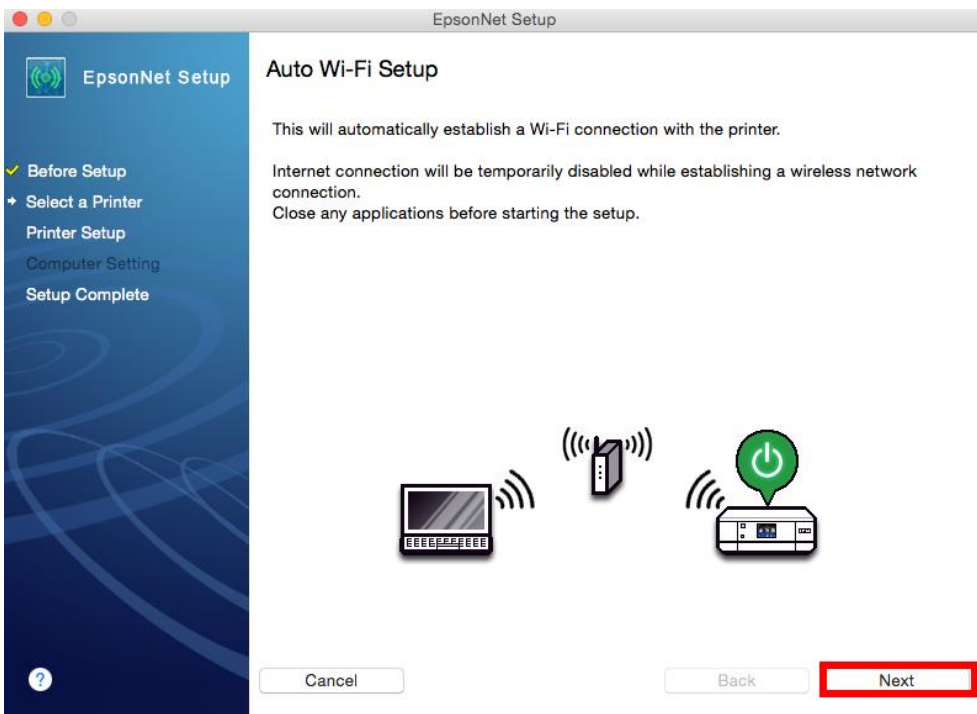 EpsonNet Setup
EpsonNet Setup
Before Setup
Select a Printer
Printer Setup
Computer Setting
Setup Complete
Auto Wi-Fi Setup
This will automatically establish a Wi-Fi connection with the printer.
Internet connection will be temporarily disabled while establishing a wireless network
connection.
Close any applications before starting the setup.
?
Cancel
Back
Next